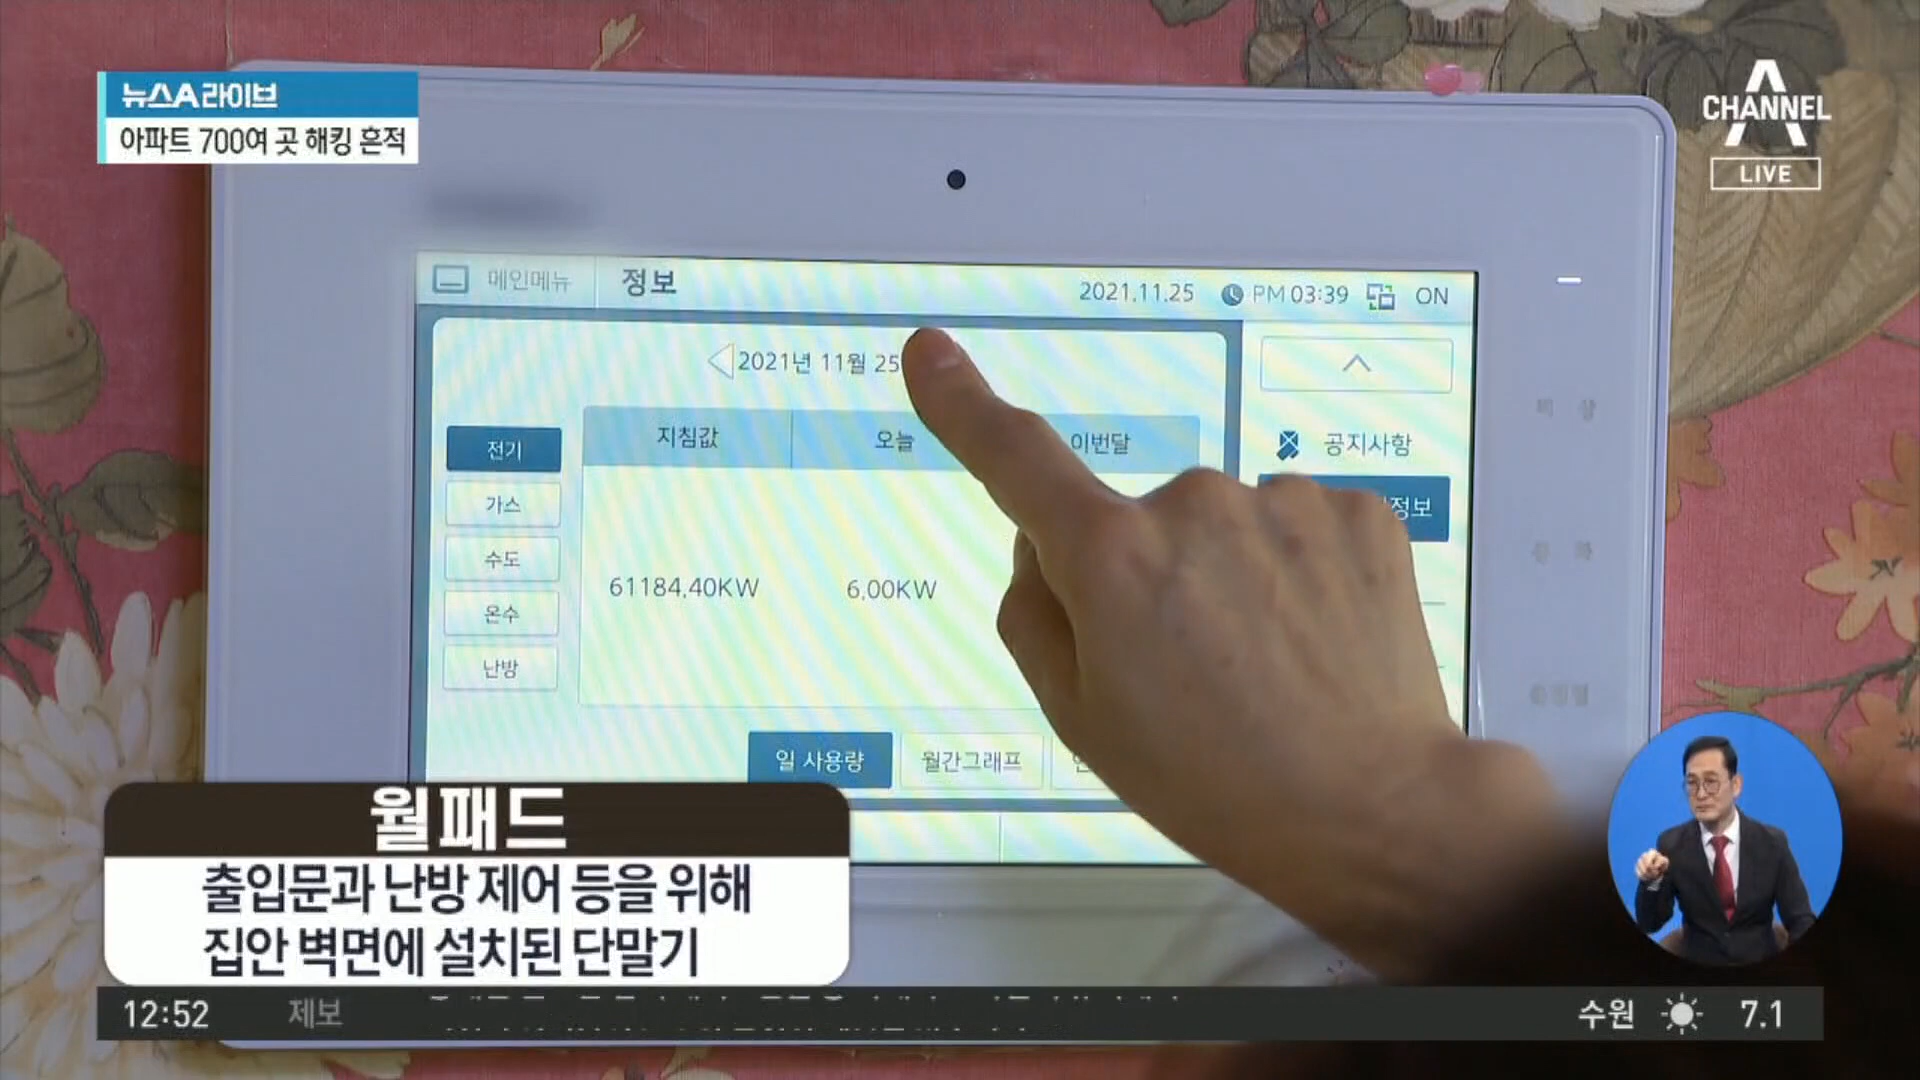 뉴스A라이브
아파트 700여 곳 해킹 흔적
CHANNEL A
LIVE
메인메뉴
정보
2021.11.25
PM 03:39
ON
2021년 11월 25
공지사항
정보
전기
가스
수도
온수
난방
지침값
오늘
이번달
61184.40KW
6.00KW
일 사용량
월간그래프
월패드
출입문과 난방 제어 등을 위해
집안 벽면에 설치된 단말기
12:52
제보
수원
7.1